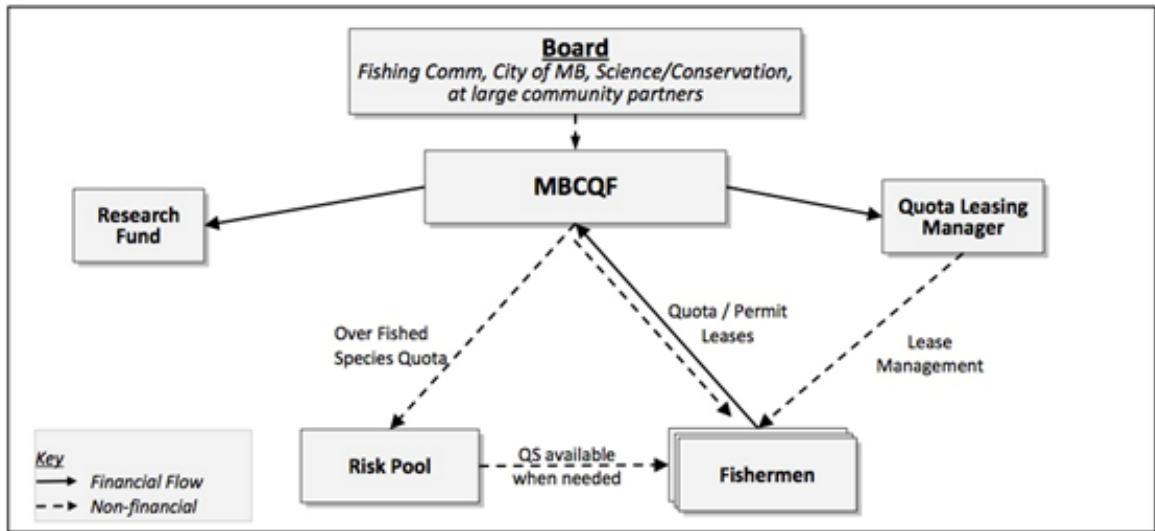 Board
Fishing Comm, City of MB, Science/Conservation,
at large community partners
MBCQF
Research
Fund
Quota Leasing
Manager
Over Fished
Species Quota
Quota / Permit
Leases
Lease
Management
Risk Pool
QS available
when needed
Fishermen
Key
Financial Flow
Non-financial